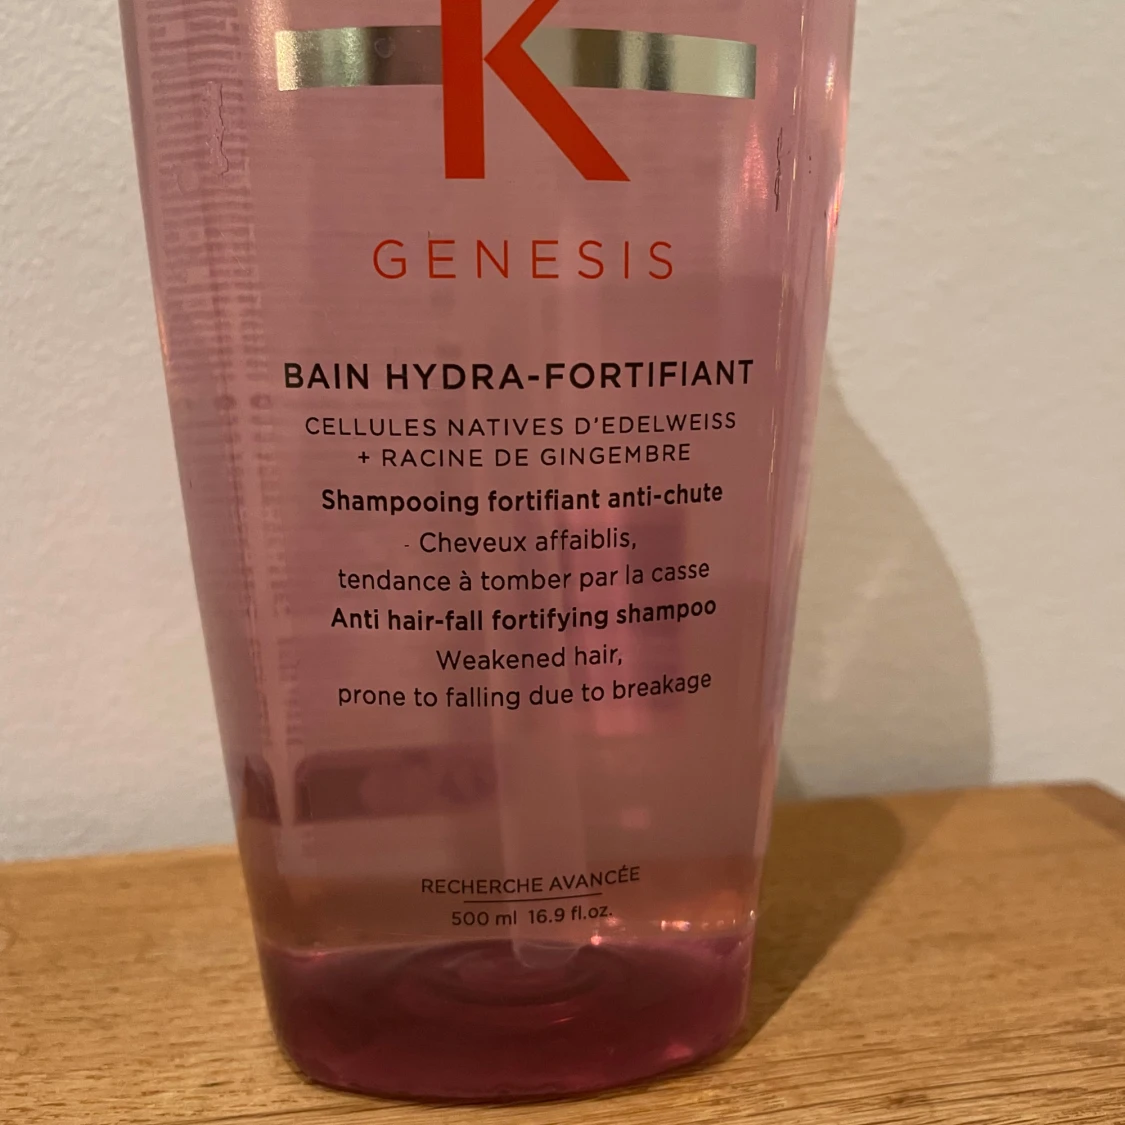 K
GENESIS
BAIN HYDRA-FORTIFIANT
CELLULES NATIVES D'EDELWEISS
+ RACINE DE GINGEMBRE
Shampooing fortifiant anti-chute
- Cheveux affaiblis,
tendance à tomber par la casse
Anti hair-fall fortifying shampoo
Weakened hair,
prone to falling due to breakage
RECHERCHE AVANCÉE
500 ml 16.9 fl.oz.